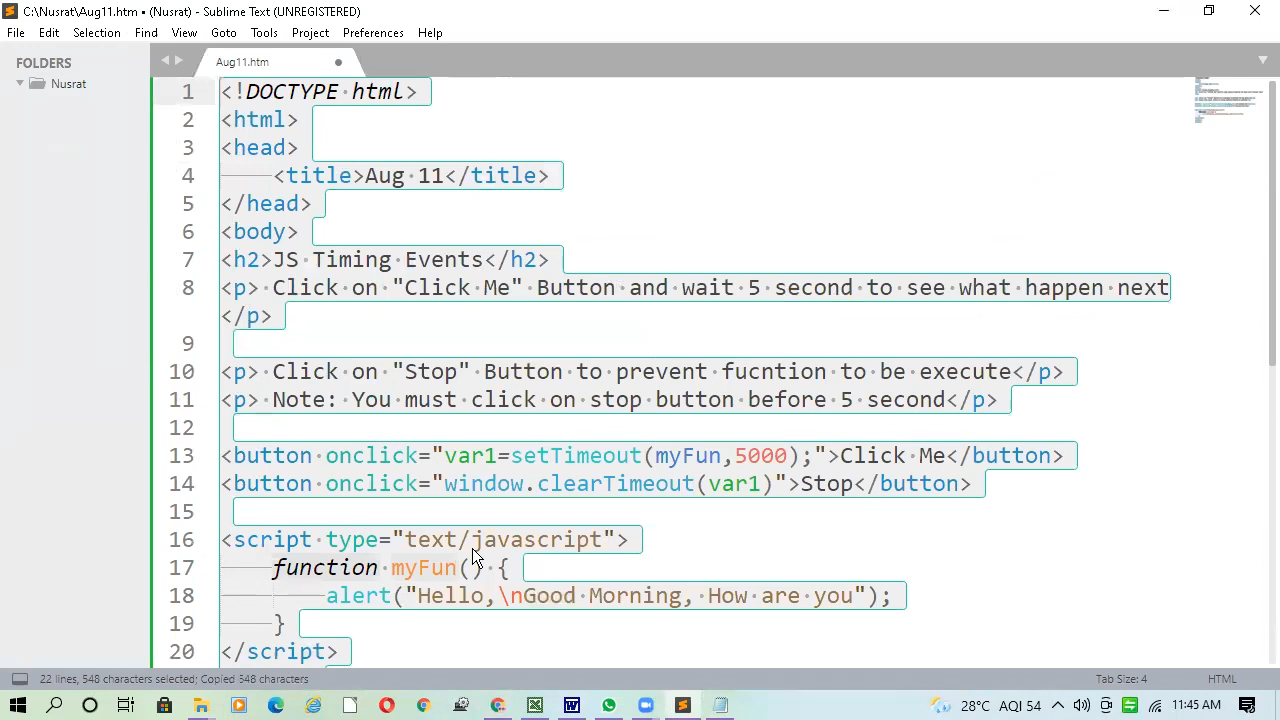 C:\Nusrat\Aug11.htm • (Nusrat) - Sublime Text (UNREGISTERED)
File Edit Selection Find View Goto Tools Project Preferences Help
FOLDERS
Nusrat
Aug11.htm
1 <!DOCTYPE html>
2 <html>
3 <head>
4 <title>Aug 11</title>
5 </head>
6 <body>
7 <h2>JS Timing Events</h2>
8 <p> Click on "Click Me" Button and wait 5 second to see what happen next
</p>
9
10 <p> Click on "Stop" Button to prevent fucntion to be execute</p>
11 <p> Note: You must click on stop button before 5 second</p>
12
13 <button onclick="var1=setTimeout(myFun,5000);">Click Me</button>
14 <button onclick="window.clearTimeout(var1)">Stop</button>
15
16 <script type="text/javascript">
17 function myFun() {
18 alert("Hello,\nGood Morning, How are you");
19 }
20 </script>
22 lines, 548 characters selected; Copied 548 characters
Tab Size: 4
HTML
28°C AQI 54
11:45 AM